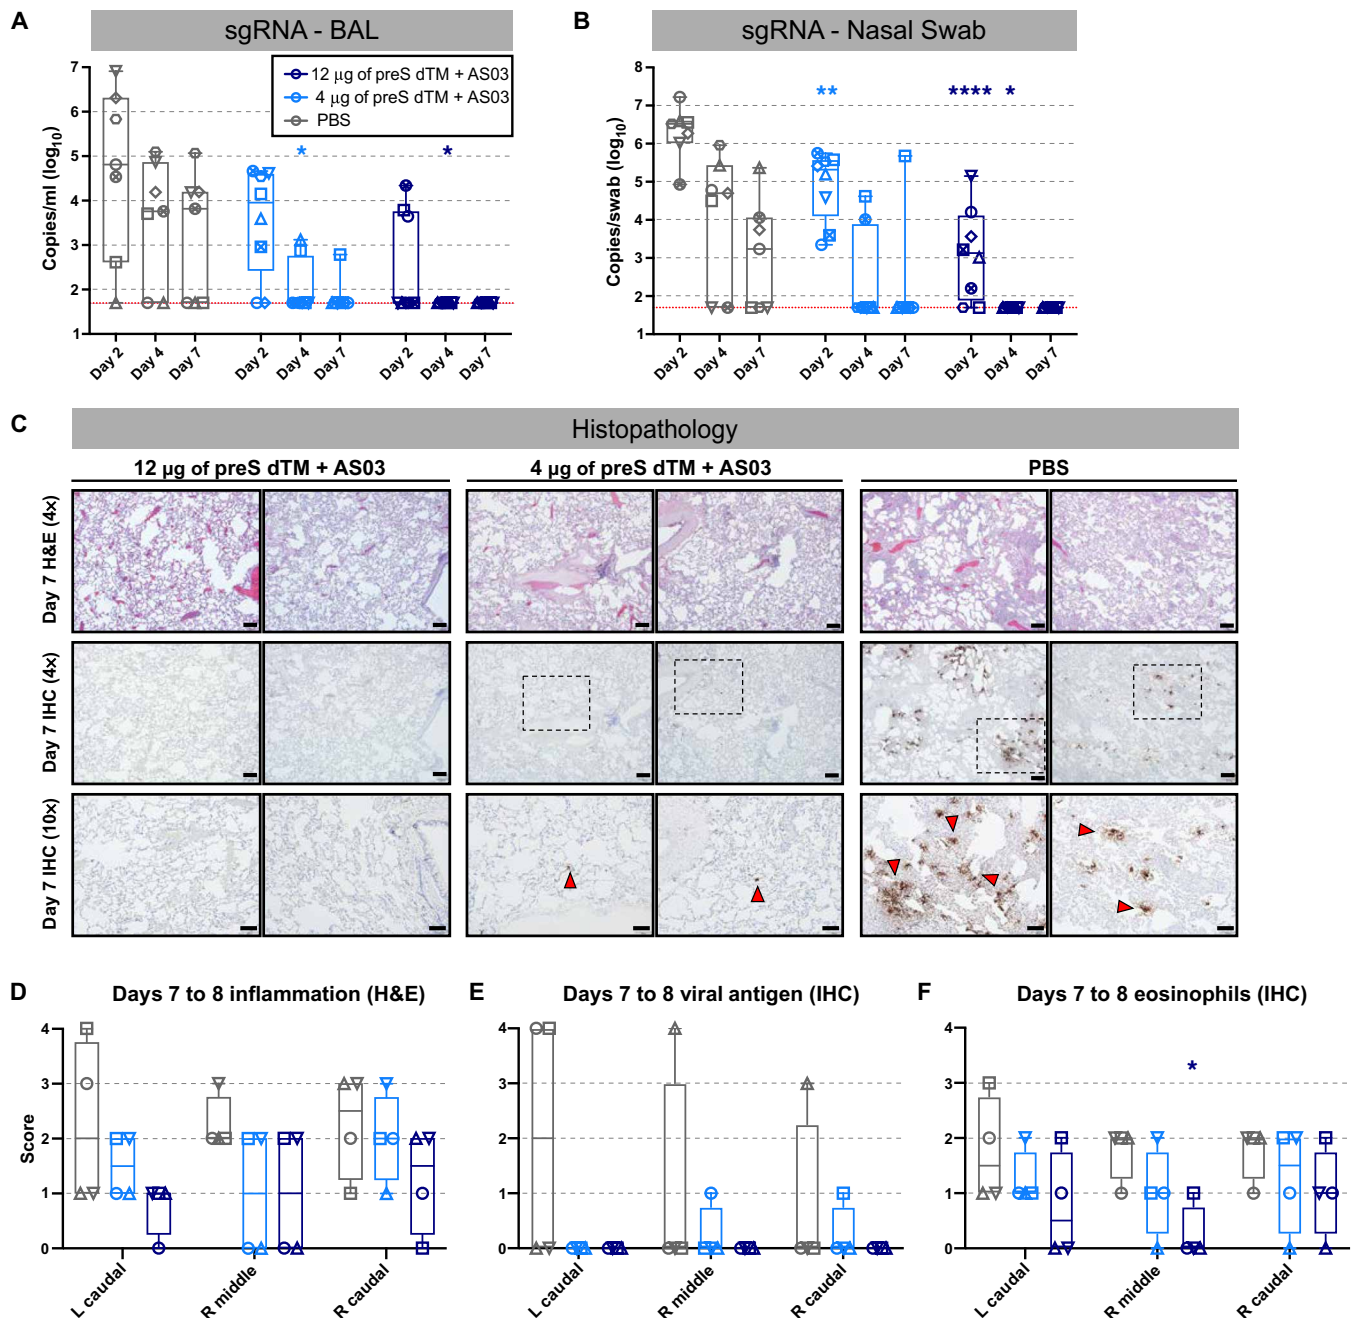 A
sgRNA - BAL
Copies/ml (log10)
7
6
5
4
3
2
1
12 µg of preS dTM + AS03
4 µg of preS dTM + AS03
PBS
*
*
Day 2
Day 4
Day 7
Day 2
Day 4
Day 7
Day 2
Day 4
Day 7
B
sgRNA - Nasal Swab
Copies/swab (log10)
8
7
6
5
4
3
2
1
**
****
*
Day 2
Day 4
Day 7
Day 2
Day 4
Day 7
Day 2
Day 4
Day 7
C
Histopathology
12 µg of preS dTM + AS03
4 µg of preS dTM + AS03
PBS
Day 7 H&E (4x)
Day 7 IHC (4x)
Day 7 IHC (10x)
D
Days 7 to 8 inflammation (H&E)
Score
4
3
2
1
0
L caudal
R middle
R caudal
E
Days 7 to 8 viral antigen (IHC)
4
3
2
1
0
L caudal
R middle
R caudal
F
Days 7 to 8 eosinophils (IHC)
4
3
2
1
0
*
L caudal
R middle
R caudal